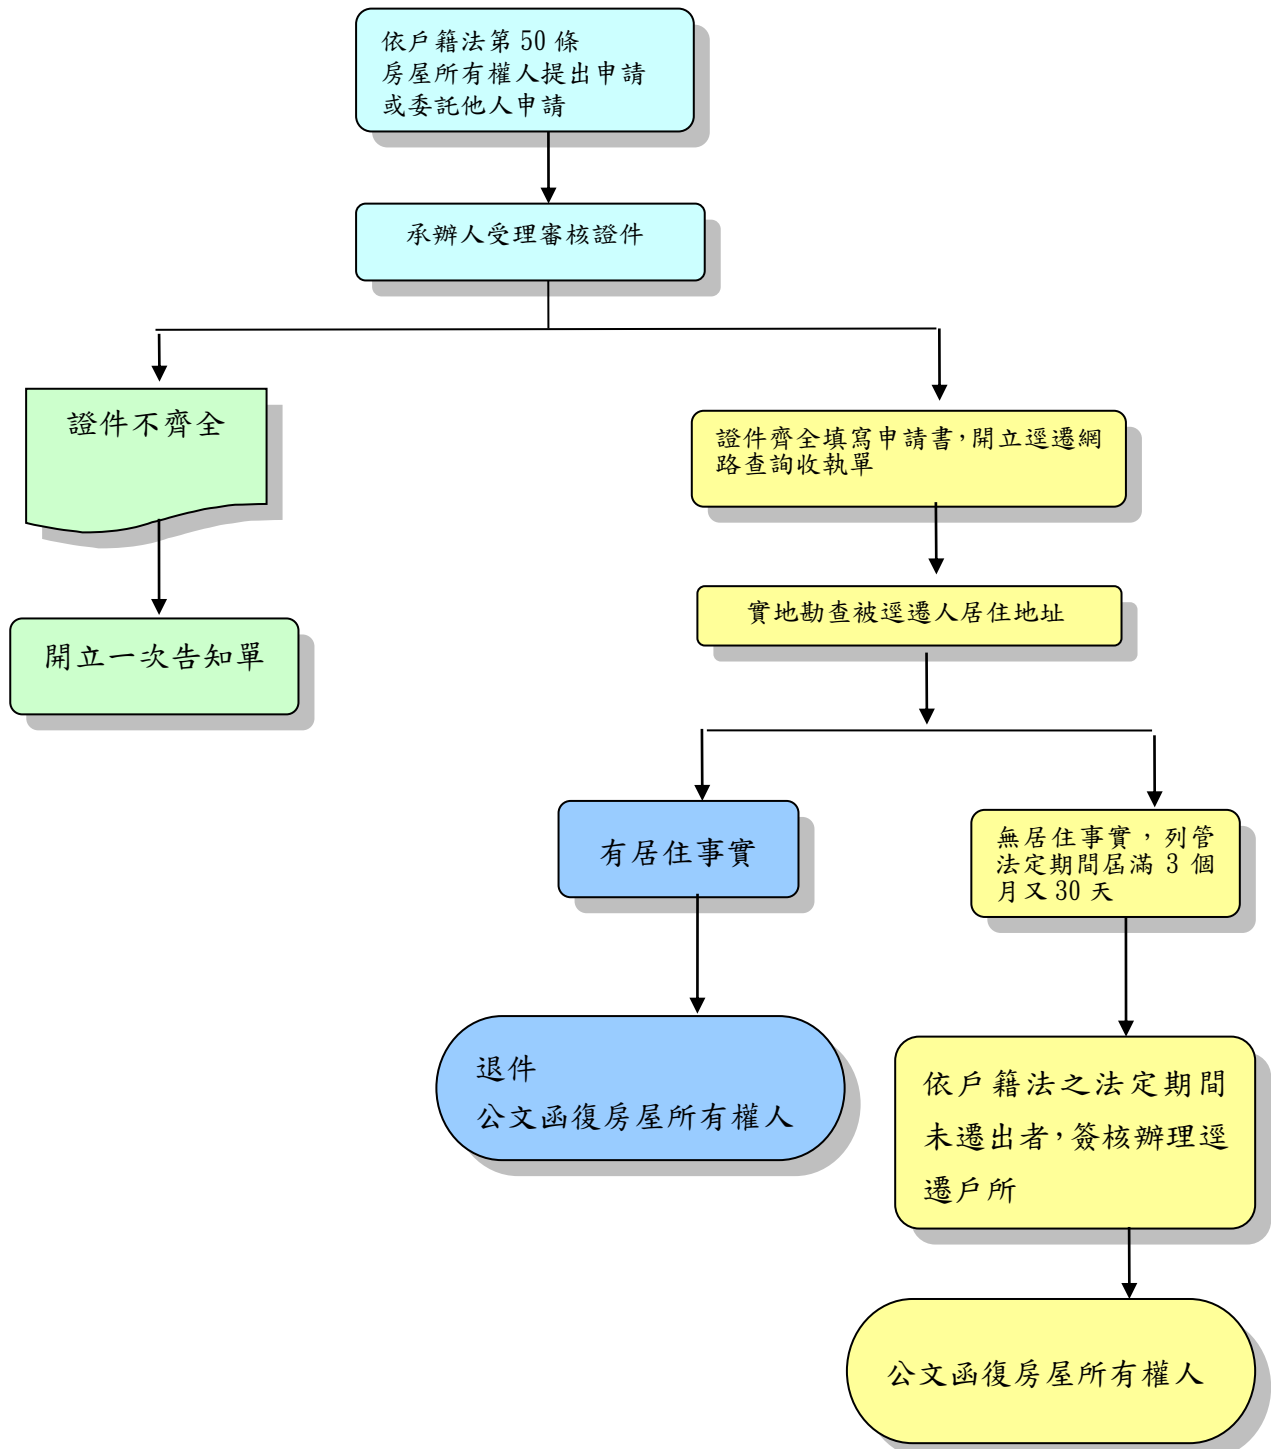 依戶籍法第 50 條
房屋所有權人提出申請
或委託他人申請
承辦人受理審核證件
證件不齊全
開立一次告知單
證件齊全填寫申請書，開立逕遷網
路查詢收執單
實地勘查被逕遷人居住地址
有居住事實
無居住事實，列管
法定期間屆滿 3 個
月又 30 天
退件
公文函復房屋所有權人
依戶籍法之法定期間
未遷出者，簽核辦理逕
遷戶所
公文函復房屋所有權人